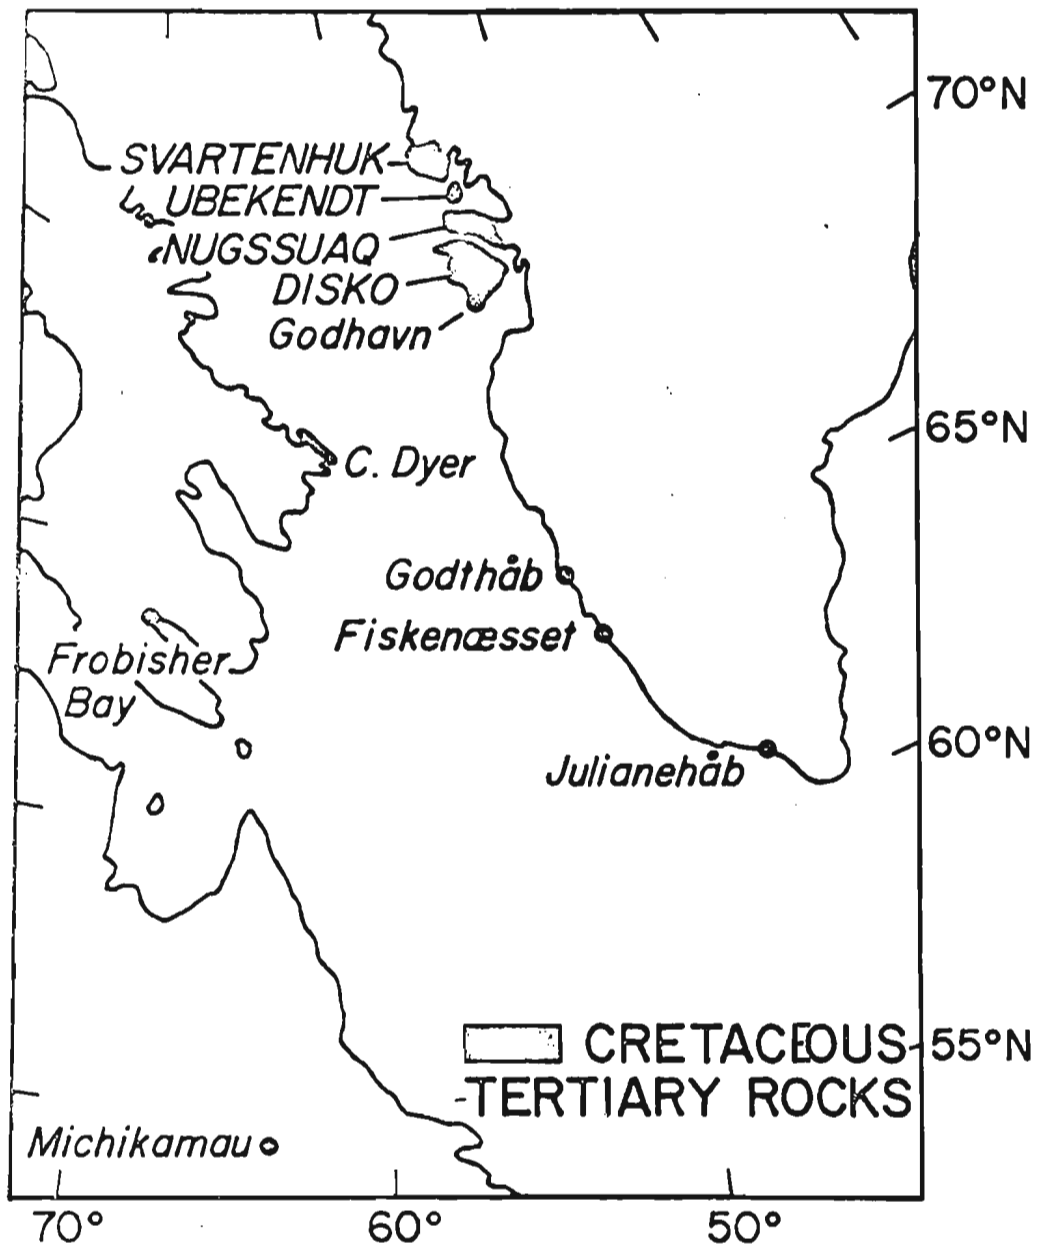 70°N
SVARTENHUK
UBEKENDT
NUGSSUAQ
DISKO
Godhavn
65°N
C. Dyer
Godthåb
Fiskenæsset
Frobisher
Bay
60°N
Julianehåb
CRETACEOUS
-TERTIARY ROCKS
55°N
Michikamau
70° 60° 50°